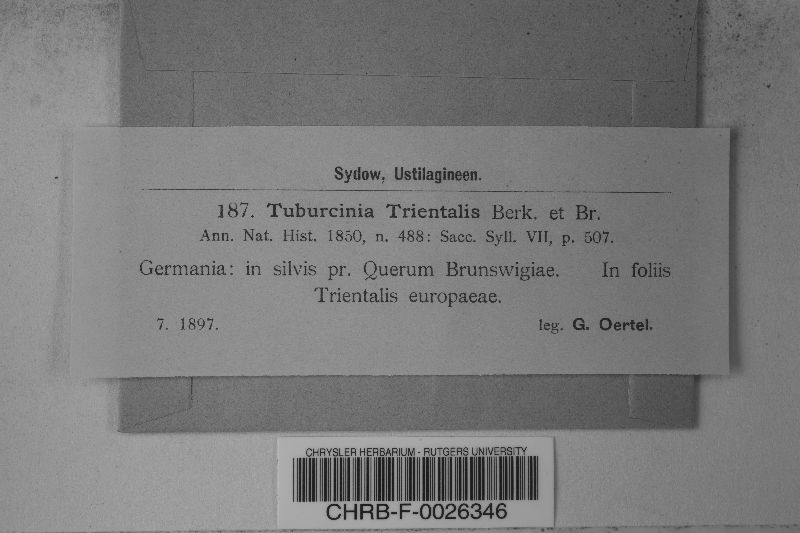 Sydow, Ustilagineen.
187. Tuburcinia Trientalis Berk. et Br.
Ann. Nat. Hist. 1850, n. 488: Sacc. Syll. VII, p. 507.
Germania: in silvis pr. Querum Brunswigiae. In foliis
Trientalis europaeae.
7. 1897. leg. G. Oertel.
CHRYSLER HERBARIUM - RUTGERS UNIVERSITY
CHRB-F-0026346